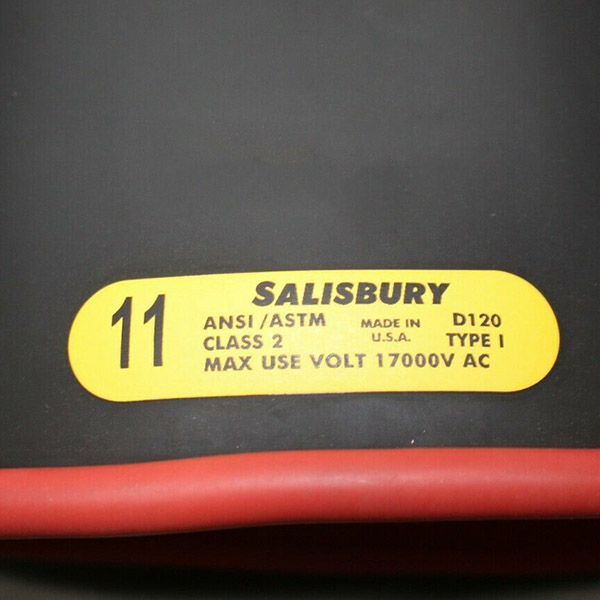 11
SALISBURY
ANSI/ASTM MADE IN D120
CLASS 2 U.S.A. TYPE I
MAX USE VOLT 17000V AC